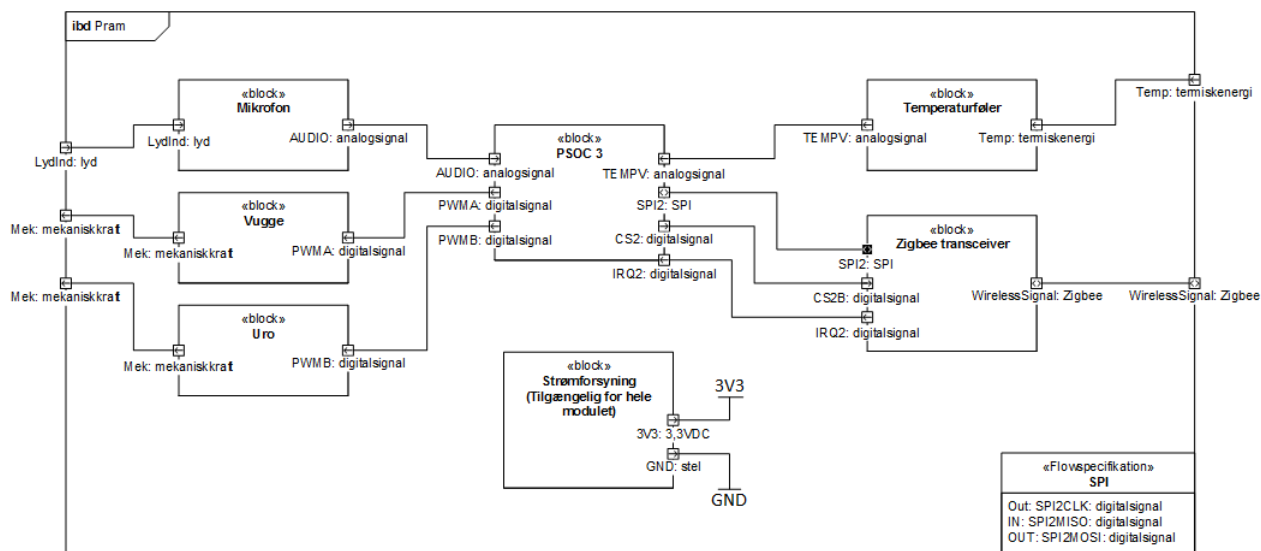 ibd Pram
«block»
Mikrofon
LydInd: lyd
AUDIO: analogsignal
LydInd: lyd
«block»
Vugge
Mek: mekaniskkraft
Mek: mekaniskkraft
PWMA: digitalsignal
«block»
Uro
Mek: mekaniskkraft
Mek: mekaniskkraft
PWMB: digitalsignal
«block»
PSOC 3
AUDIO: analogsignal
PWMA: digitalsignal
PWMB: digitalsignal
TEMPV: analogsignal
SPI2: SPI
CS2: digitalsignal
IRQ2: digitalsignal
«block»
Temperaturføler
TEMPV: analogsignal
Temp: termiskenergi
Temp: termiskenergi
«block»
Zigbee transceiver
SPI2: SPI
CS2B: digitalsignal
IRQ2: digitalsignal
WirelessSignal: Zigbee
WirelessSignal: Zigbee
«block»
Strømforsyning
(Tilgængelig for hele
modulet)
3V3: 3,3VDC
GND: stel
3V3
GND
«Flowspecifikation»
SPI
Out: SPI2CLK: digitalsignal
IN: SPI2MISO: digitalsignal
OUT: SPI2MOSI: digitalsignal